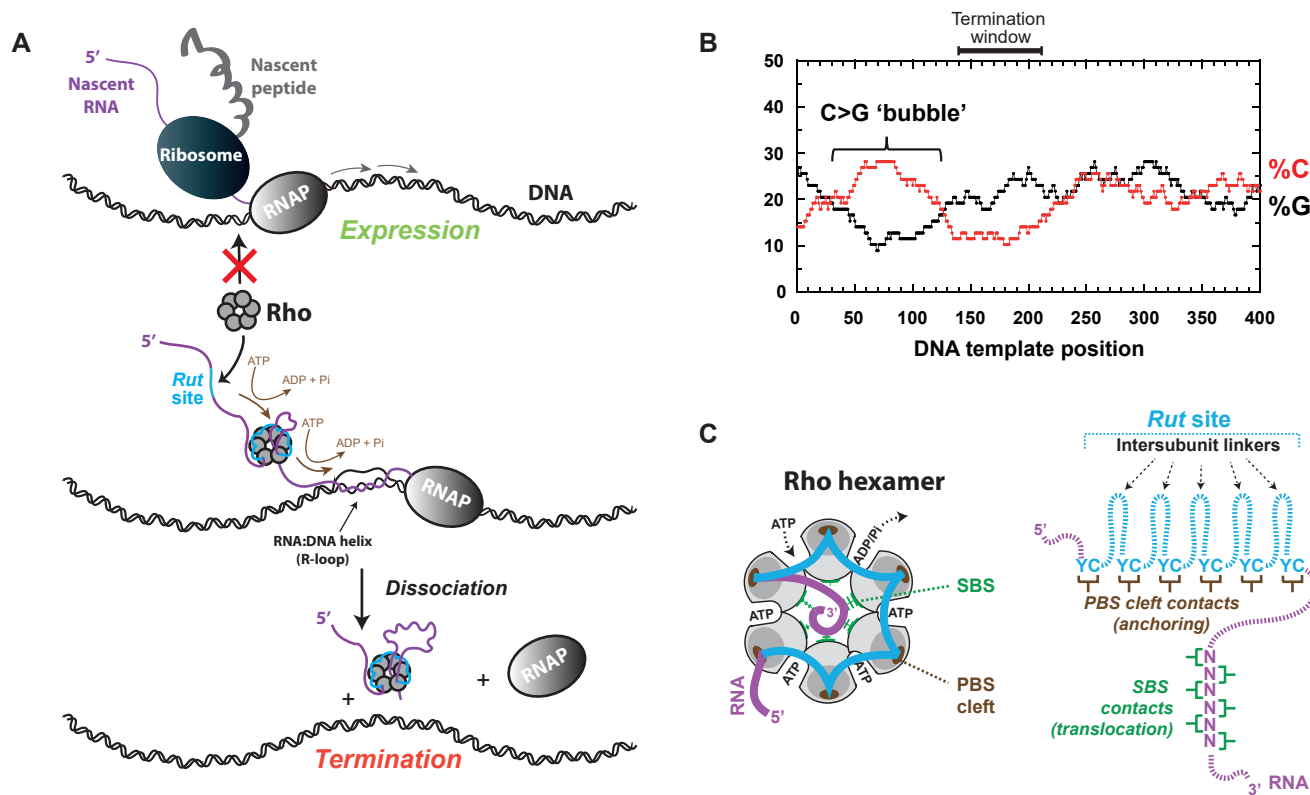 A
5′
Nascent
RNA
Nascent
peptide
Ribosome
RNAP
DNA
Expression
Rho
5′
Rut
site
ATP
ADP + Pi
ATP
ADP + Pi
RNAP
RNA:DNA helix
(R-loop)
Dissociation
5′
+
+
RNAP
Termination
B
Termination
window
50
40
30
20
10
0
C>G ‘bubble’
%C
%G
0
50
100
150
200
250
300
350
400
DNA template position
C
Rho hexamer
ATP
ADP/Pi
ATP
ATP
ATP
ATP
3′
RNA
5′
SBS
PBS
cleft
Rut site
Intersubunit linkers
5′
YC YC YC YC YC YC
PBS cleft contacts
(anchoring)
N
N
N
N
N
N
SBS
contacts
(translocation)
3′ RNA